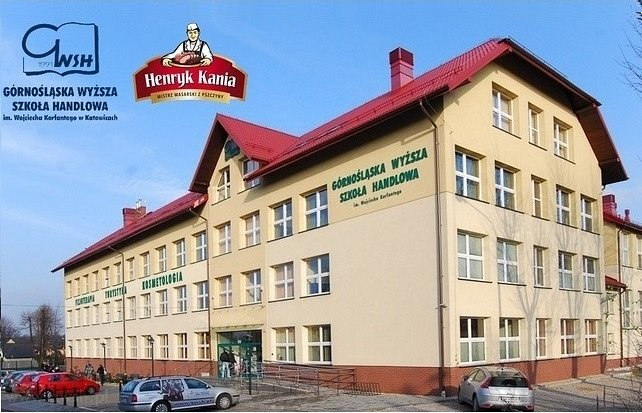 GWSH
1991
GÓRNOŚLĄSKA WYŻSZA
SZKOŁA HANDLOWA
im. Wojciecha Korfantego w Katowicach
Henryk Kania
MISTRZ MASARSKI Z PSZCZYNY
GÓRNOŚLĄSKA WYŻSZA
SZKOŁA HANDLOWA
im. Wojciecha Korfantego
FIZJOTERAPIA TURYSTYKA KOSMETOLOGIA